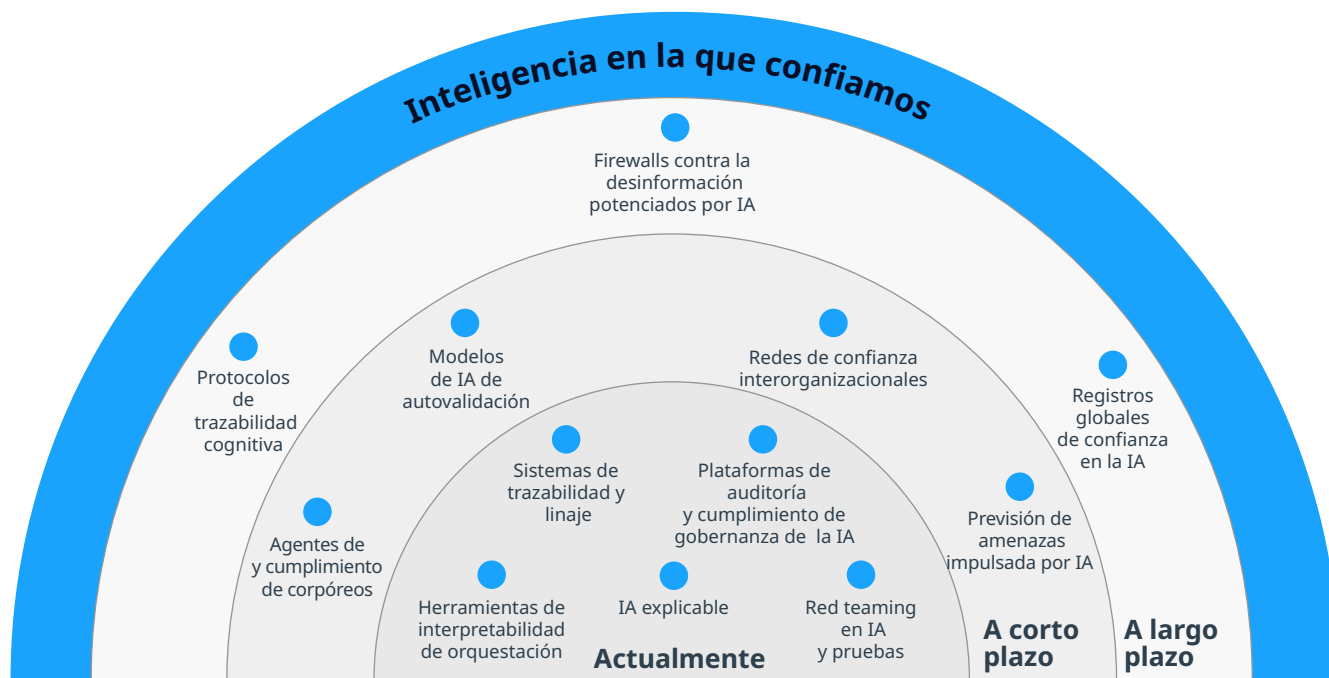 Inteligencia en la que confiamos
Firewalls contra la
desinformación
potenciados por IA
Protocolos
de
trazabilidad
cognitiva
Modelos
de IA de
autovalidación
Redes de confianza
interorganizacionales
Registros
globales
de confianza
en la IA
Agentes de
y cumplimiento
de corpóreos
Sistemas de
trazabilidad y
linaje
Plataformas de
auditoría
y cumplimiento de
gobernanza de  la IA
Previsión de
amenazas
impulsada por IA
Herramientas de
interpretabilidad
de orquestación
IA explicable
Red teaming
en IA
y pruebas
Actualmente
A corto
plazo
A largo
plazo